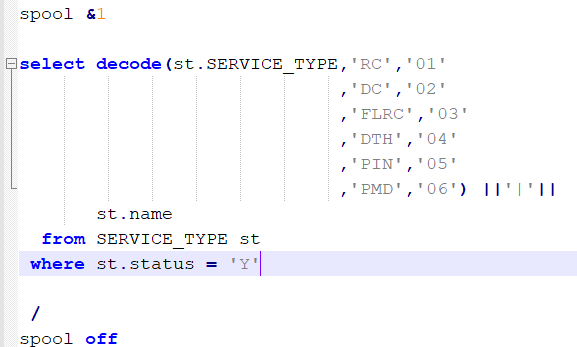 spool &1
select decode(st.SERVICE_TYPE,'RC','01'
,'DC','02'
,'FLRC','03'
,'DTH','04'
,'PIN','05'
,'PMD','06') ||'|'||
st.name
from SERVICE_TYPE st
where st.status = 'Y'
/
spool off